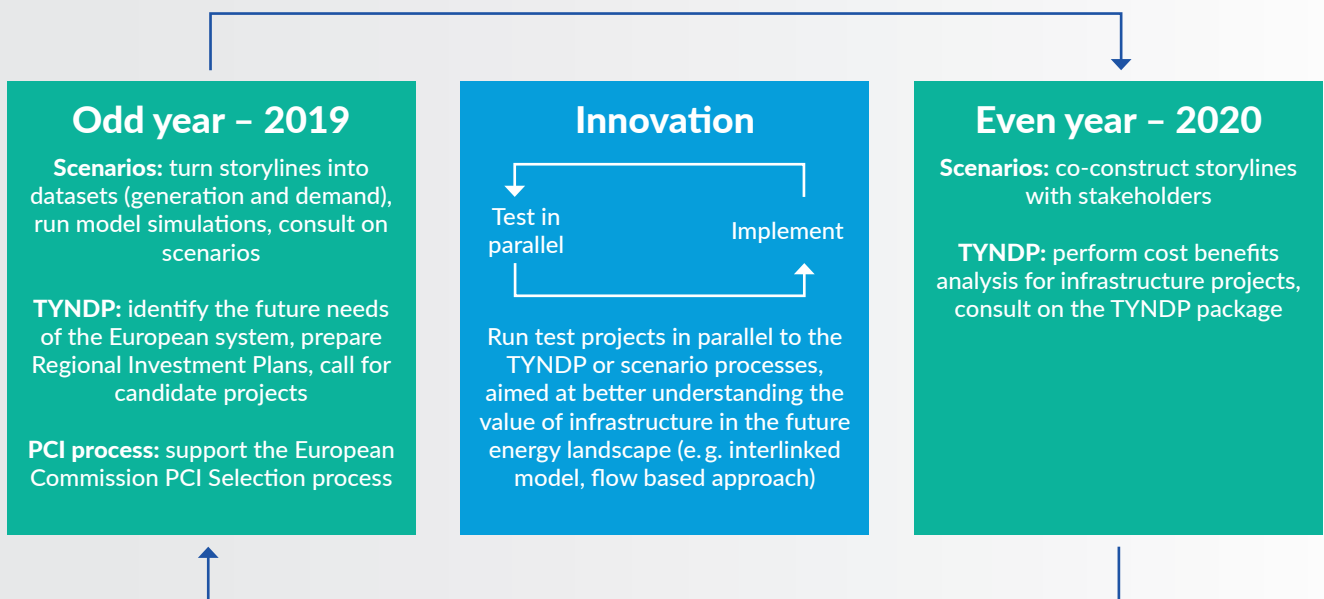 Odd year – 2019
Scenarios: turn storylines into
datasets (generation and demand),
run model simulations, consult on
scenarios
TYNDP: identify the future needs
of the European system, prepare
Regional Investment Plans, call for
candidate projects
PCI process: support the European
Commission PCI Selection process
Innovation
Test in
parallel
Implement
Run test projects in parallel to the
TYNDP or scenario processes,
aimed at better understanding the
value of infrastructure in the future
energy landscape (e. g. interlinked
model, flow based approach)
Even year – 2020
Scenarios: co-construct storylines
with stakeholders
TYNDP: perform cost benefits
analysis for infrastructure projects,
consult on the TYNDP package